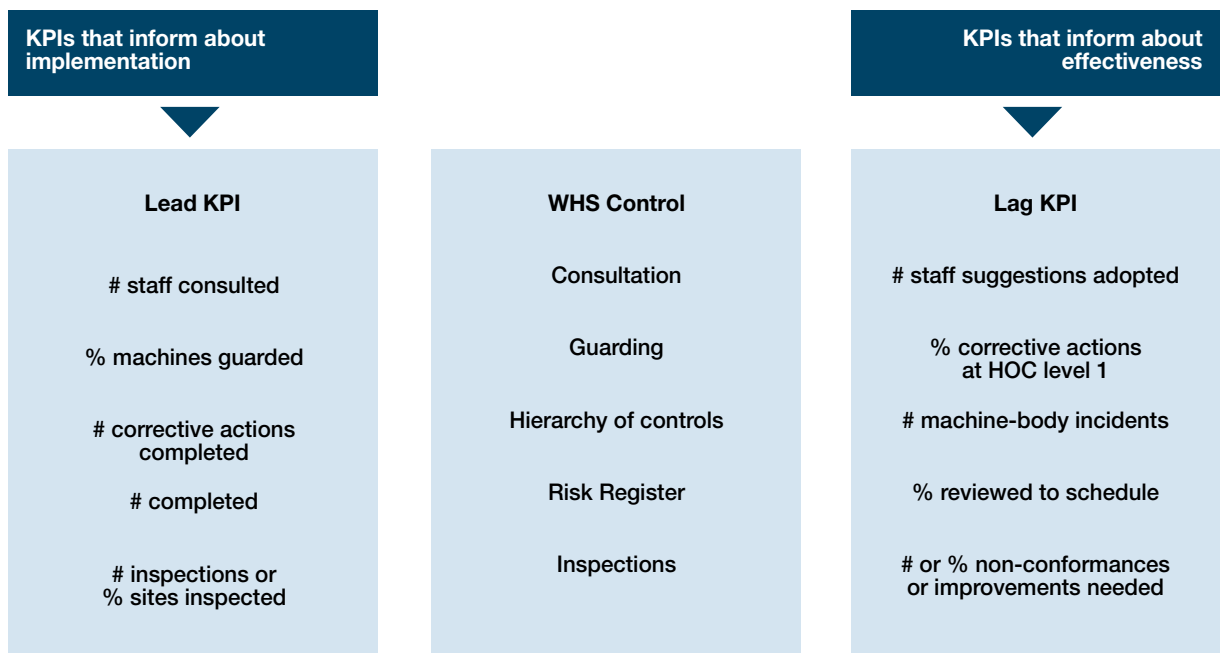 KPIs that inform about
implementation
KPIs that inform about
effectiveness
Lead KPI
# staff consulted
% machines guarded
# corrective actions
completed
# completed
# inspections or
% sites inspected
WHS Control
Consultation
Guarding
Hierarchy of controls
Risk Register
Inspections
Lag KPI
# staff suggestions adopted
% corrective actions
at HOC level 1
# machine-body incidents
% reviewed to schedule
# or % non-conformances
or improvements needed